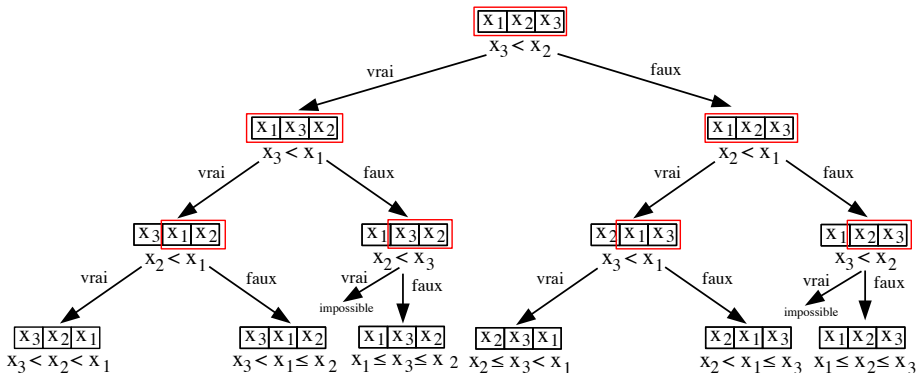 x₁ x₂ x₃
x₃ < x₂
vrai faux
x₁ x₃ x₂ x₁ x₂ x₃
x₃ < x₁ x₂ < x₁
vrai faux vrai faux
x₃ x₁ x₂ x₁ x₃ x₂ x₂ x₁ x₃ x₁ x₂ x₃
x₂ < x₁ x₂ < x₃ x₃ < x₁ x₃ < x₂
vrai faux vrai faux vrai faux vrai faux
impossible impossible
x₃ x₂ x₁ x₃ x₁ x₂ x₁ x₃ x₂ x₂ x₃ x₁ x₂ x₁ x₃ x₁ x₂ x₃
x₃ < x₂ < x₁ x₃ < x₁ ≤ x₂ x₁ ≤ x₃ ≤ x₂ x₂ ≤ x₃ < x₁ x₂ < x₁ ≤ x₃ x₁ ≤ x₂ ≤ x₃